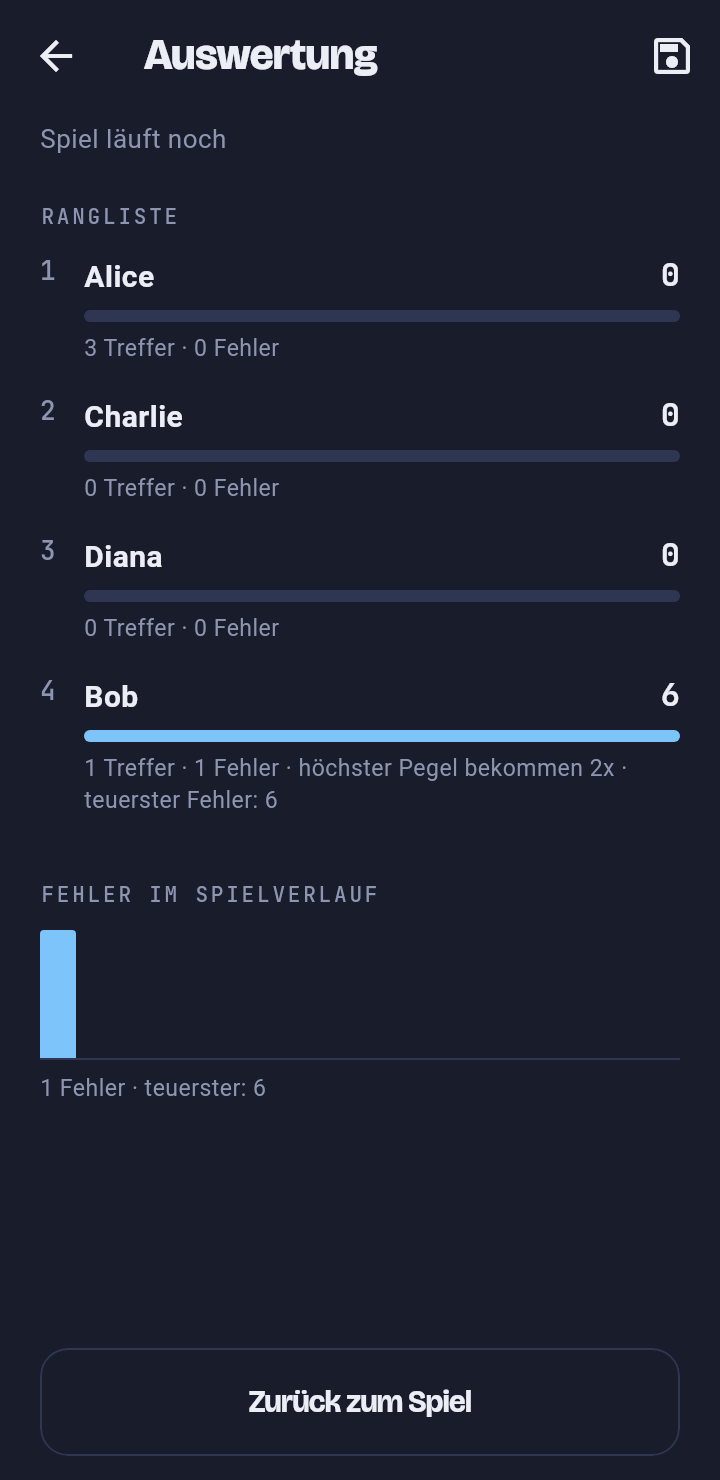 Auswertung
Spiel läuft noch
RANGLISTE
1 Alice 0
3 Treffer · 0 Fehler
2 Charlie 0
0 Treffer · 0 Fehler
3 Diana 0
0 Treffer · 0 Fehler
4 Bob 6
1 Treffer · 1 Fehler · höchster Pegel bekommen 2x ·
teuerster Fehler: 6
FEHLER IM SPIELVERLAUF
1 Fehler · teuerster: 6
Zurück zum Spiel